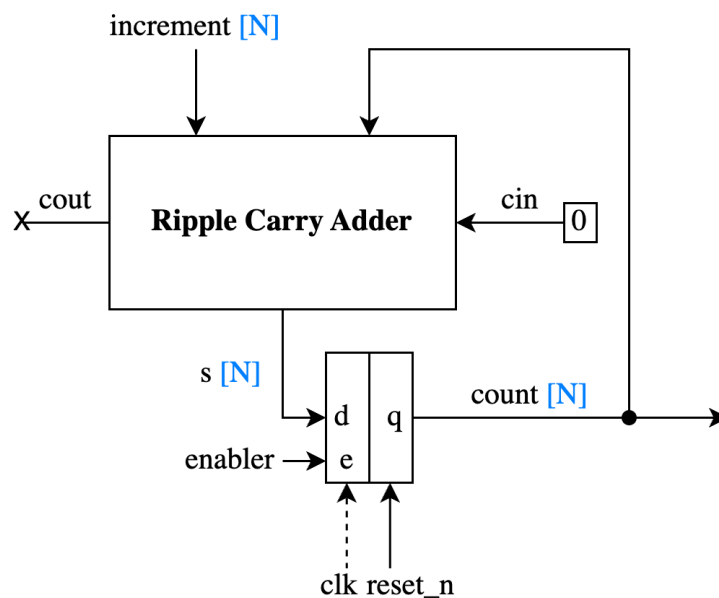 increment [N]
cout
Ripple Carry Adder
cin
0
s [N]
count [N]
d
q
enabler
e
clk reset_n